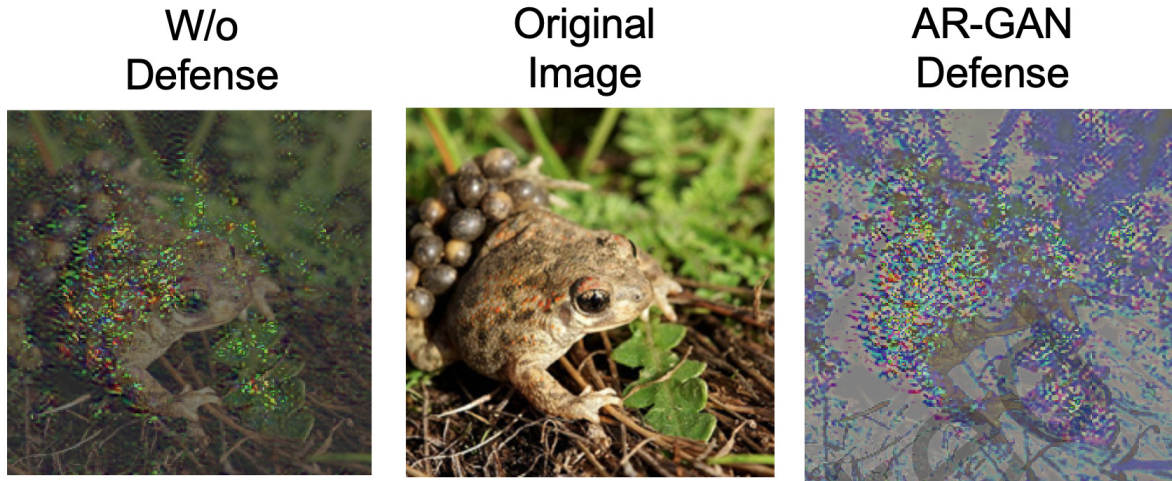 W/o
Defense
Original
Image
AR-GAN
Defense